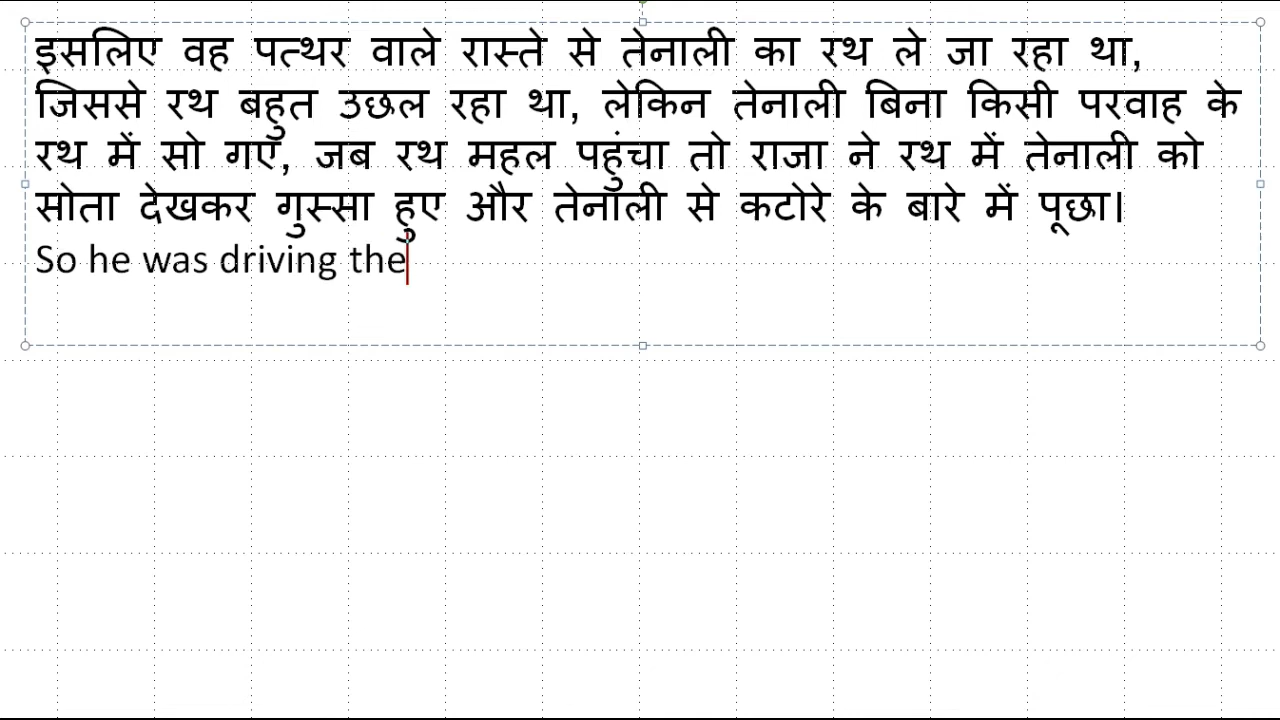 इसलिए वह पत्थर वाले रास्ते से तेनाली का रथ ले जा रहा था,
जिससे रथ बहुत उछल रहा था, लेकिन तेनाली बिना किसी परवाह के
रथ में सो गए, जब रथ महल पहुंचा तो राजा ने रथ में तेनाली को
सोता देखकर गुस्सा हुए और तेनाली से कटोरे के बारे में पूछा।
So he was driving the